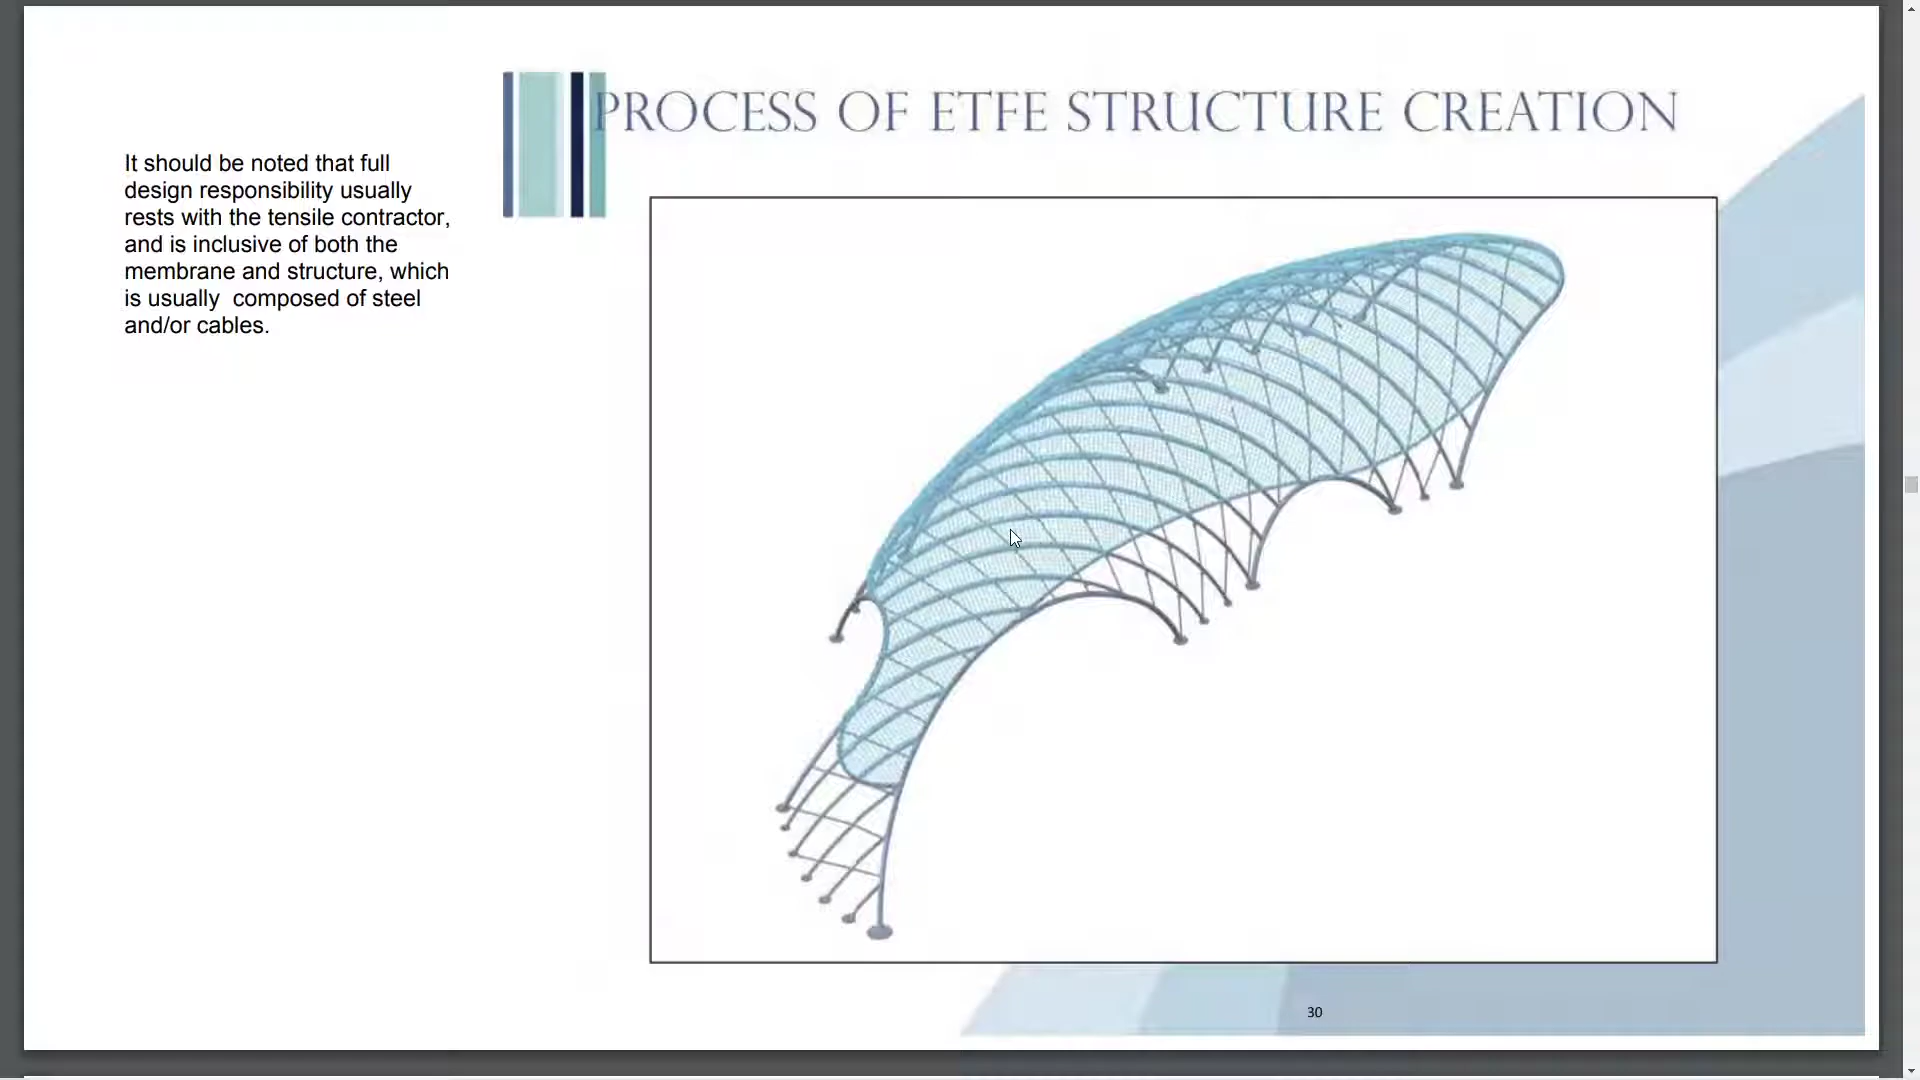 PROCESS OF ETFE STRUCTURE CREATION
It should be noted that full
design responsibility usually
rests with the tensile contractor,
and is inclusive of both the
membrane and structure, which
is usually  composed of steel
and/or cables.
30